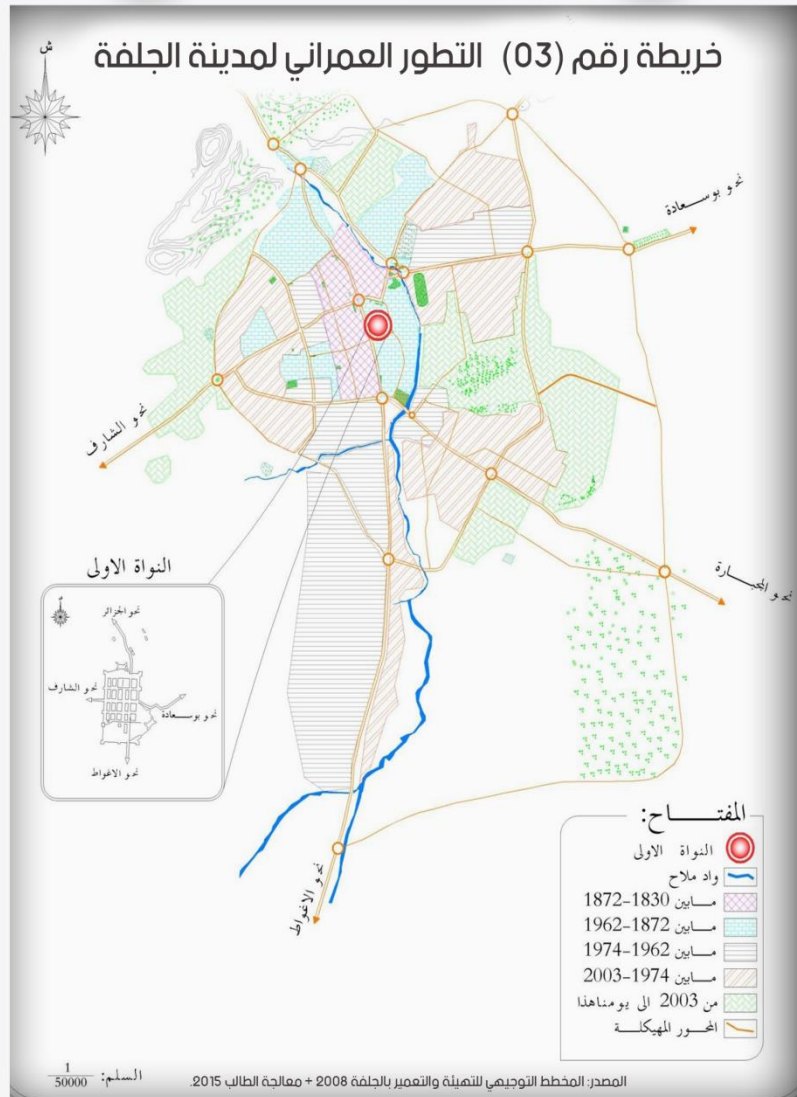 خريطة رقم (03) التطور العمراني لمدينة الجلفة
ش
نحو بوسعادة
نحو الشارف
نحو المجبارة
نحو الاغواط
النواة الاولى
نحو الجزائر
نحو الشارف
نحو بوسعادة
نحو الاغواط
المفتاح:
النواة الاولى
واد ملاح
مابين 1830-1872
مابين 1872-1962
مابين 1962-1974
مابين 1974-2003
من 2003 الى يومناهذا
المحور المهيكلة
السلم: 1/50000
المصدر: المخطط التوجيهي للتهيئة والتعمير بالجلفة 2008 + معالجة الطالب 2015.